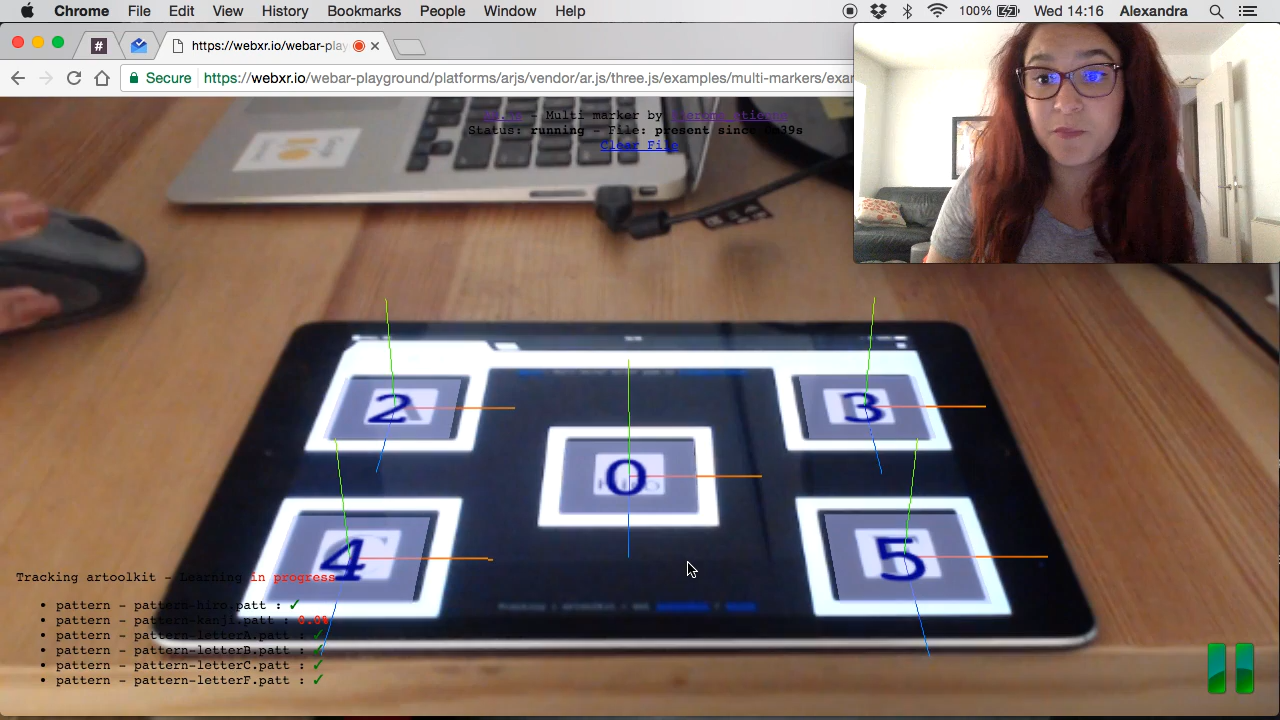 Chrome File Edit View History Bookmarks People Window Help 100% Wed 14:16 Alexandra
https://webxr.io/webar-play
Secure https://webxr.io/webar-playground/platforms/arjs/vendor/ar.js/three.js/examples/multi-markers/exar
- Multi marker by
Status: running - File: present since
Clear File
2 3
0
4 5
Tracking artoolkit - Learning in progress
• pattern - pattern-hiro.patt : ✓
• pattern - pattern-kanji.patt : 0.0%
• pattern - pattern-letterA.patt : ✓
• pattern - pattern-letterB.patt : ✓
• pattern - pattern-letterC.patt : ✓
• pattern - pattern-letterF.patt : ✓